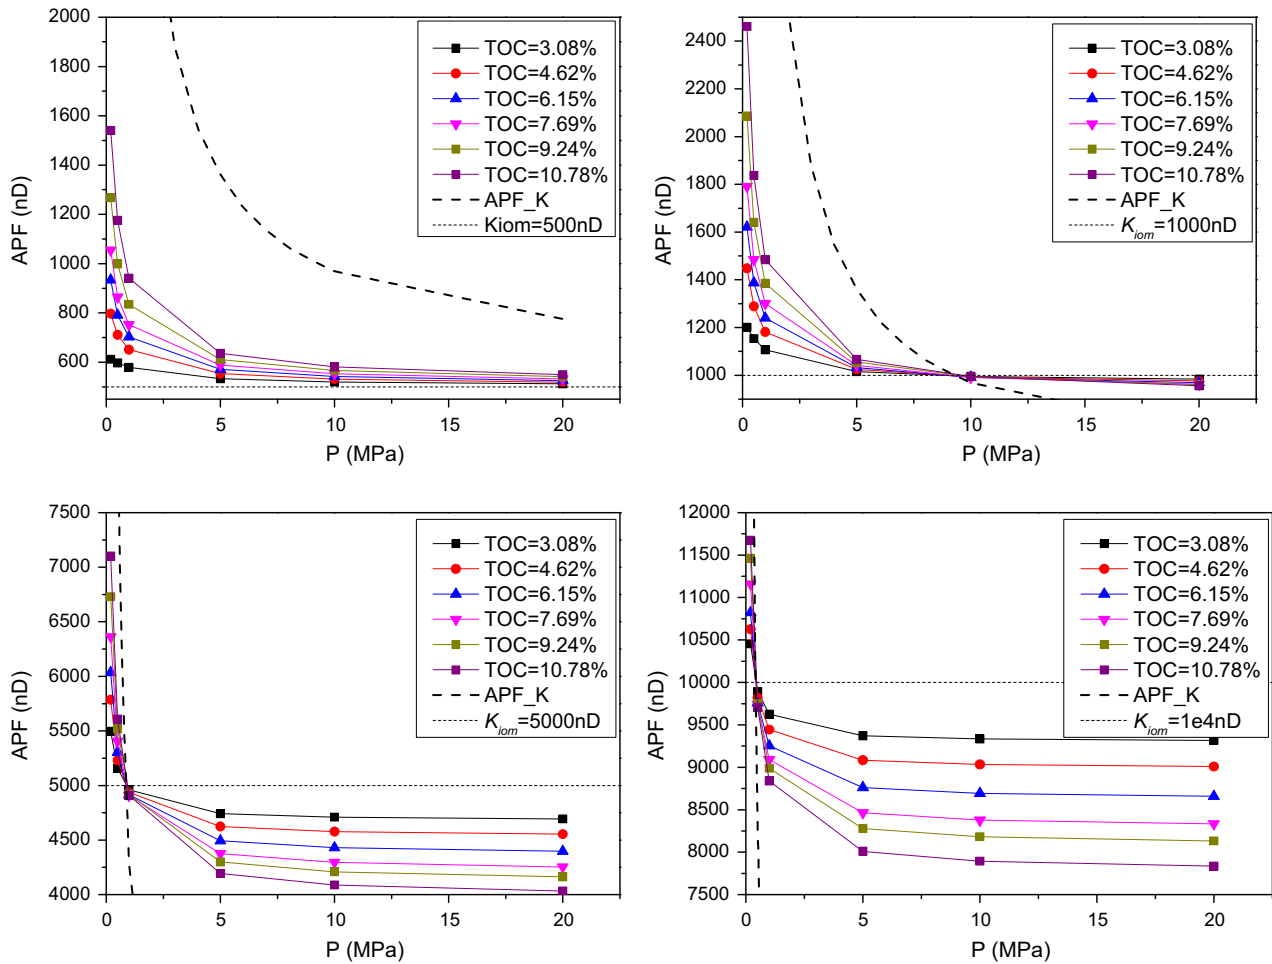 2000
1800
1600
1400
1200
1000
800
600
APF (nD)
0 5 10 15 20
P (MPa)
TOC=3.08%
TOC=4.62%
TOC=6.15%
TOC=7.69%
TOC=9.24%
TOC=10.78%
APF_K
Kiom=500nD
2400
2200
2000
1800
1600
1400
1200
1000
APF (nD)
0 5 10 15 20
P (MPa)
TOC=3.08%
TOC=4.62%
TOC=6.15%
TOC=7.69%
TOC=9.24%
TOC=10.78%
APF_K
Kiom=1000nD
7500
7000
6500
6000
5500
5000
4500
4000
APF (nD)
0 5 10 15 20
P (MPa)
TOC=3.08%
TOC=4.62%
TOC=6.15%
TOC=7.69%
TOC=9.24%
TOC=10.78%
APF_K
Kiom=5000nD
12000
11500
11000
10500
10000
9500
9000
8500
8000
7500
APF (nD)
0 5 10 15 20
P (MPa)
TOC=3.08%
TOC=4.62%
TOC=6.15%
TOC=7.69%
TOC=9.24%
TOC=10.78%
APF_K
Kiom=1e4nD